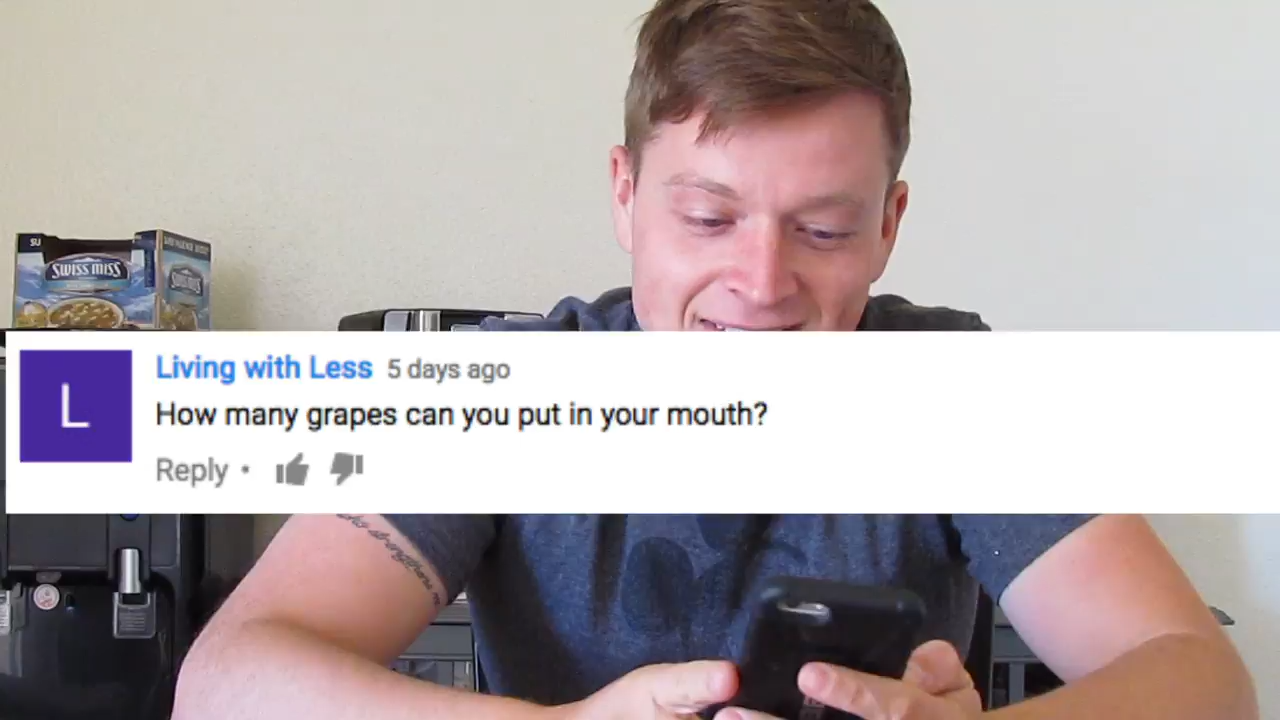 SU
SWISS MISS
SWISS MISS
Living with Less 5 days ago
L
How many grapes can you put in your mouth?
Reply •